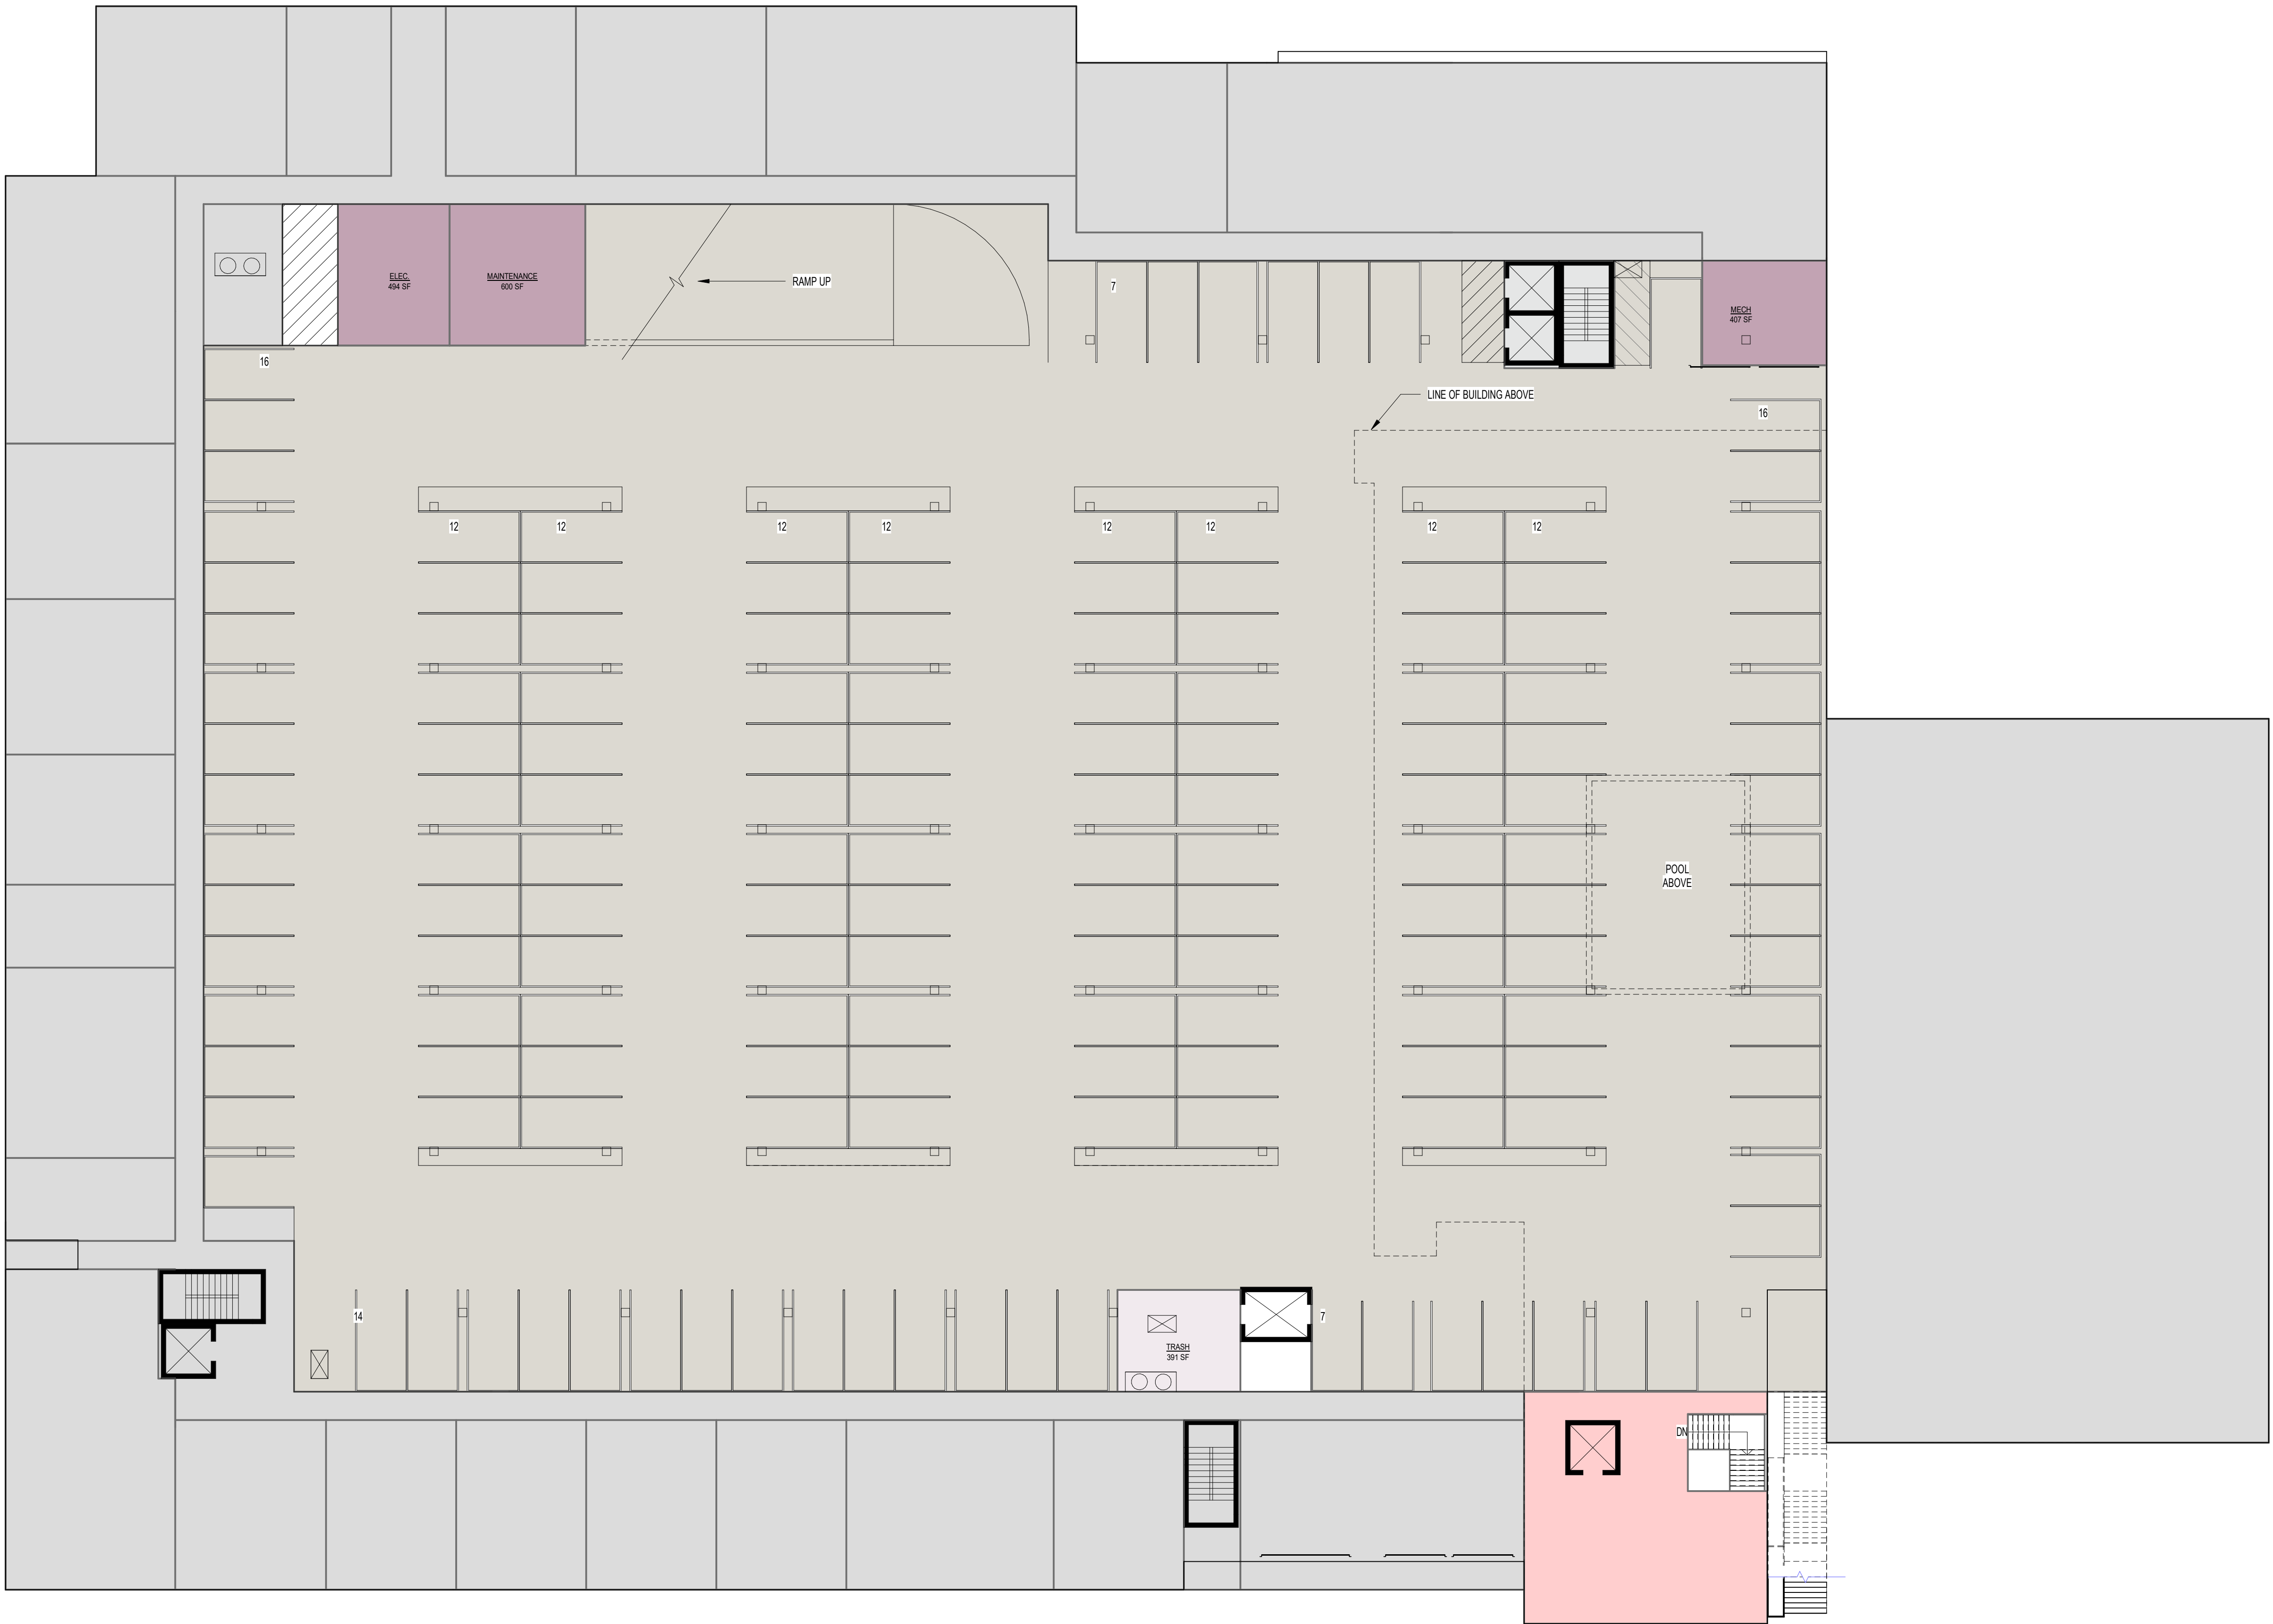 ELEC.
494 SF
MAINTENANCE
600 SF
RAMP UP
7
MECH
407 SF
16
LINE OF BUILDING ABOVE
16
12
12
12
12
12
12
12
12
POOL
ABOVE
14
7
TRASH
391 SF
DN